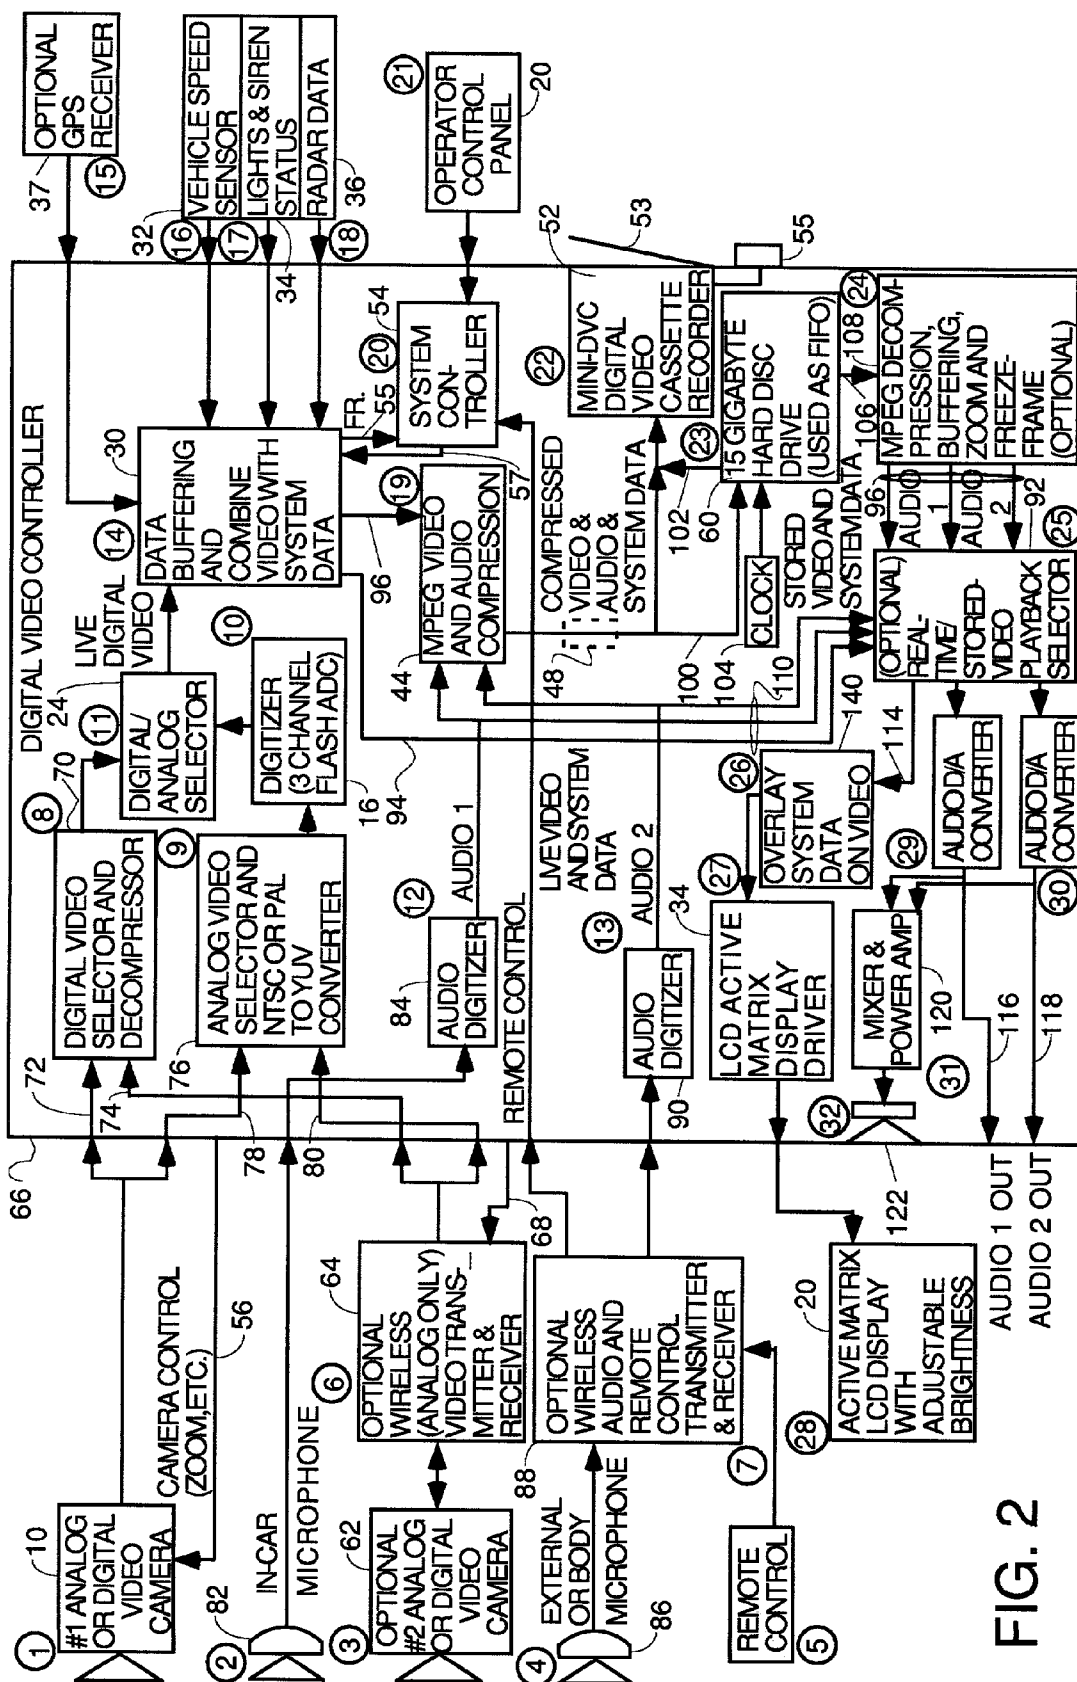 DIGITAL VIDEO CONTROLLER
66
1
10
#1 ANALOG
OR DIGITAL
VIDEO
CAMERA
CAMERA CONTROL
(ZOOM,ETC.)
56
2
82
IN-CAR
MICROPHONE
3
62
OPTIONAL
#2 ANALOG
OR DIGITAL
VIDEO
CAMERA
6
64
OPTIONAL
WIRELESS
(ANALOG ONLY)
VIDEO TRANS-
MITTER &
RECEIVER
68
4
EXTERNAL
OR BODY
MICROPHONE
86
88
OPTIONAL
WIRELESS
AUDIO AND
REMOTE
CONTROL
TRANSMITTER
& RECEIVER
7
REMOTE
CONTROL
5
28
20
ACTIVE MATRIX
LCD DISPLAY
WITH
ADJUSTABLE
BRIGHTNESS
AUDIO 1 OUT
AUDIO 2 OUT
72
74
8
70
DIGITAL VIDEO
SELECTOR AND
DECOMPRESSOR
9
76
78
80
ANALOG VIDEO
SELECTOR AND
NTSC OR PAL
TO YUV
CONVERTER
11
24
DIGITAL/
ANALOG
SELECTOR
10
16
DIGITIZER
(3 CHANNEL
FLASH ADC)
LIVE
DIGITAL
VIDEO
14
30
DATA
BUFFERING
AND
COMBINE
VIDEO WITH
SYSTEM
DATA
94
96
12
84
AUDIO
DIGITIZER
AUDIO 1
REMOTE CONTROL
13
90
AUDIO
DIGITIZER
AUDIO 2
LIVE VIDEO
AND SYSTEM
DATA
19
44
MPEG VIDEO
AND AUDIO
COMPRESSION
57
48
COMPRESSED
VIDEO &
AUDIO &
SYSTEM DATA
100
102
37
OPTIONAL
GPS
RECEIVER
15
32
16
VEHICLE SPEED
SENSOR
17
34
LIGHTS & SIREN
STATUS
18
36
RADAR DATA
FR.
55
20
54
SYSTEM
CON-
TROLLER
21
OPERATOR
CONTROL
PANEL
20
22
52
53
MINI-DVC
DIGITAL
VIDEO
CASSETTE
RECORDER
55
23
60
15 GIGABYTE
HARD DISC
DRIVE
(USED AS FIFO)
104
CLOCK
STORED
VIDEO AND
SYSTEM DATA
106
108
24
MPEG DECOM-
PRESSION,
BUFFERING,
ZOOM AND
FREEZE-
FRAME
(OPTIONAL)
96
AUDIO
1
AUDIO
2
92
25
(OPTIONAL)
REAL-
TIME/
STORED-
VIDEO
PLAYBACK
SELECTOR
110
140
114
26
OVERLAY
SYSTEM
DATA
ON VIDEO
27
34
LCD ACTIVE
MATRIX
DISPLAY
DRIVER
29
AUDIO D/A
CONVERTER
30
AUDIO D/A
CONVERTER
MIXER &
POWER AMP
120
31
32
122
116
118
FIG. 2